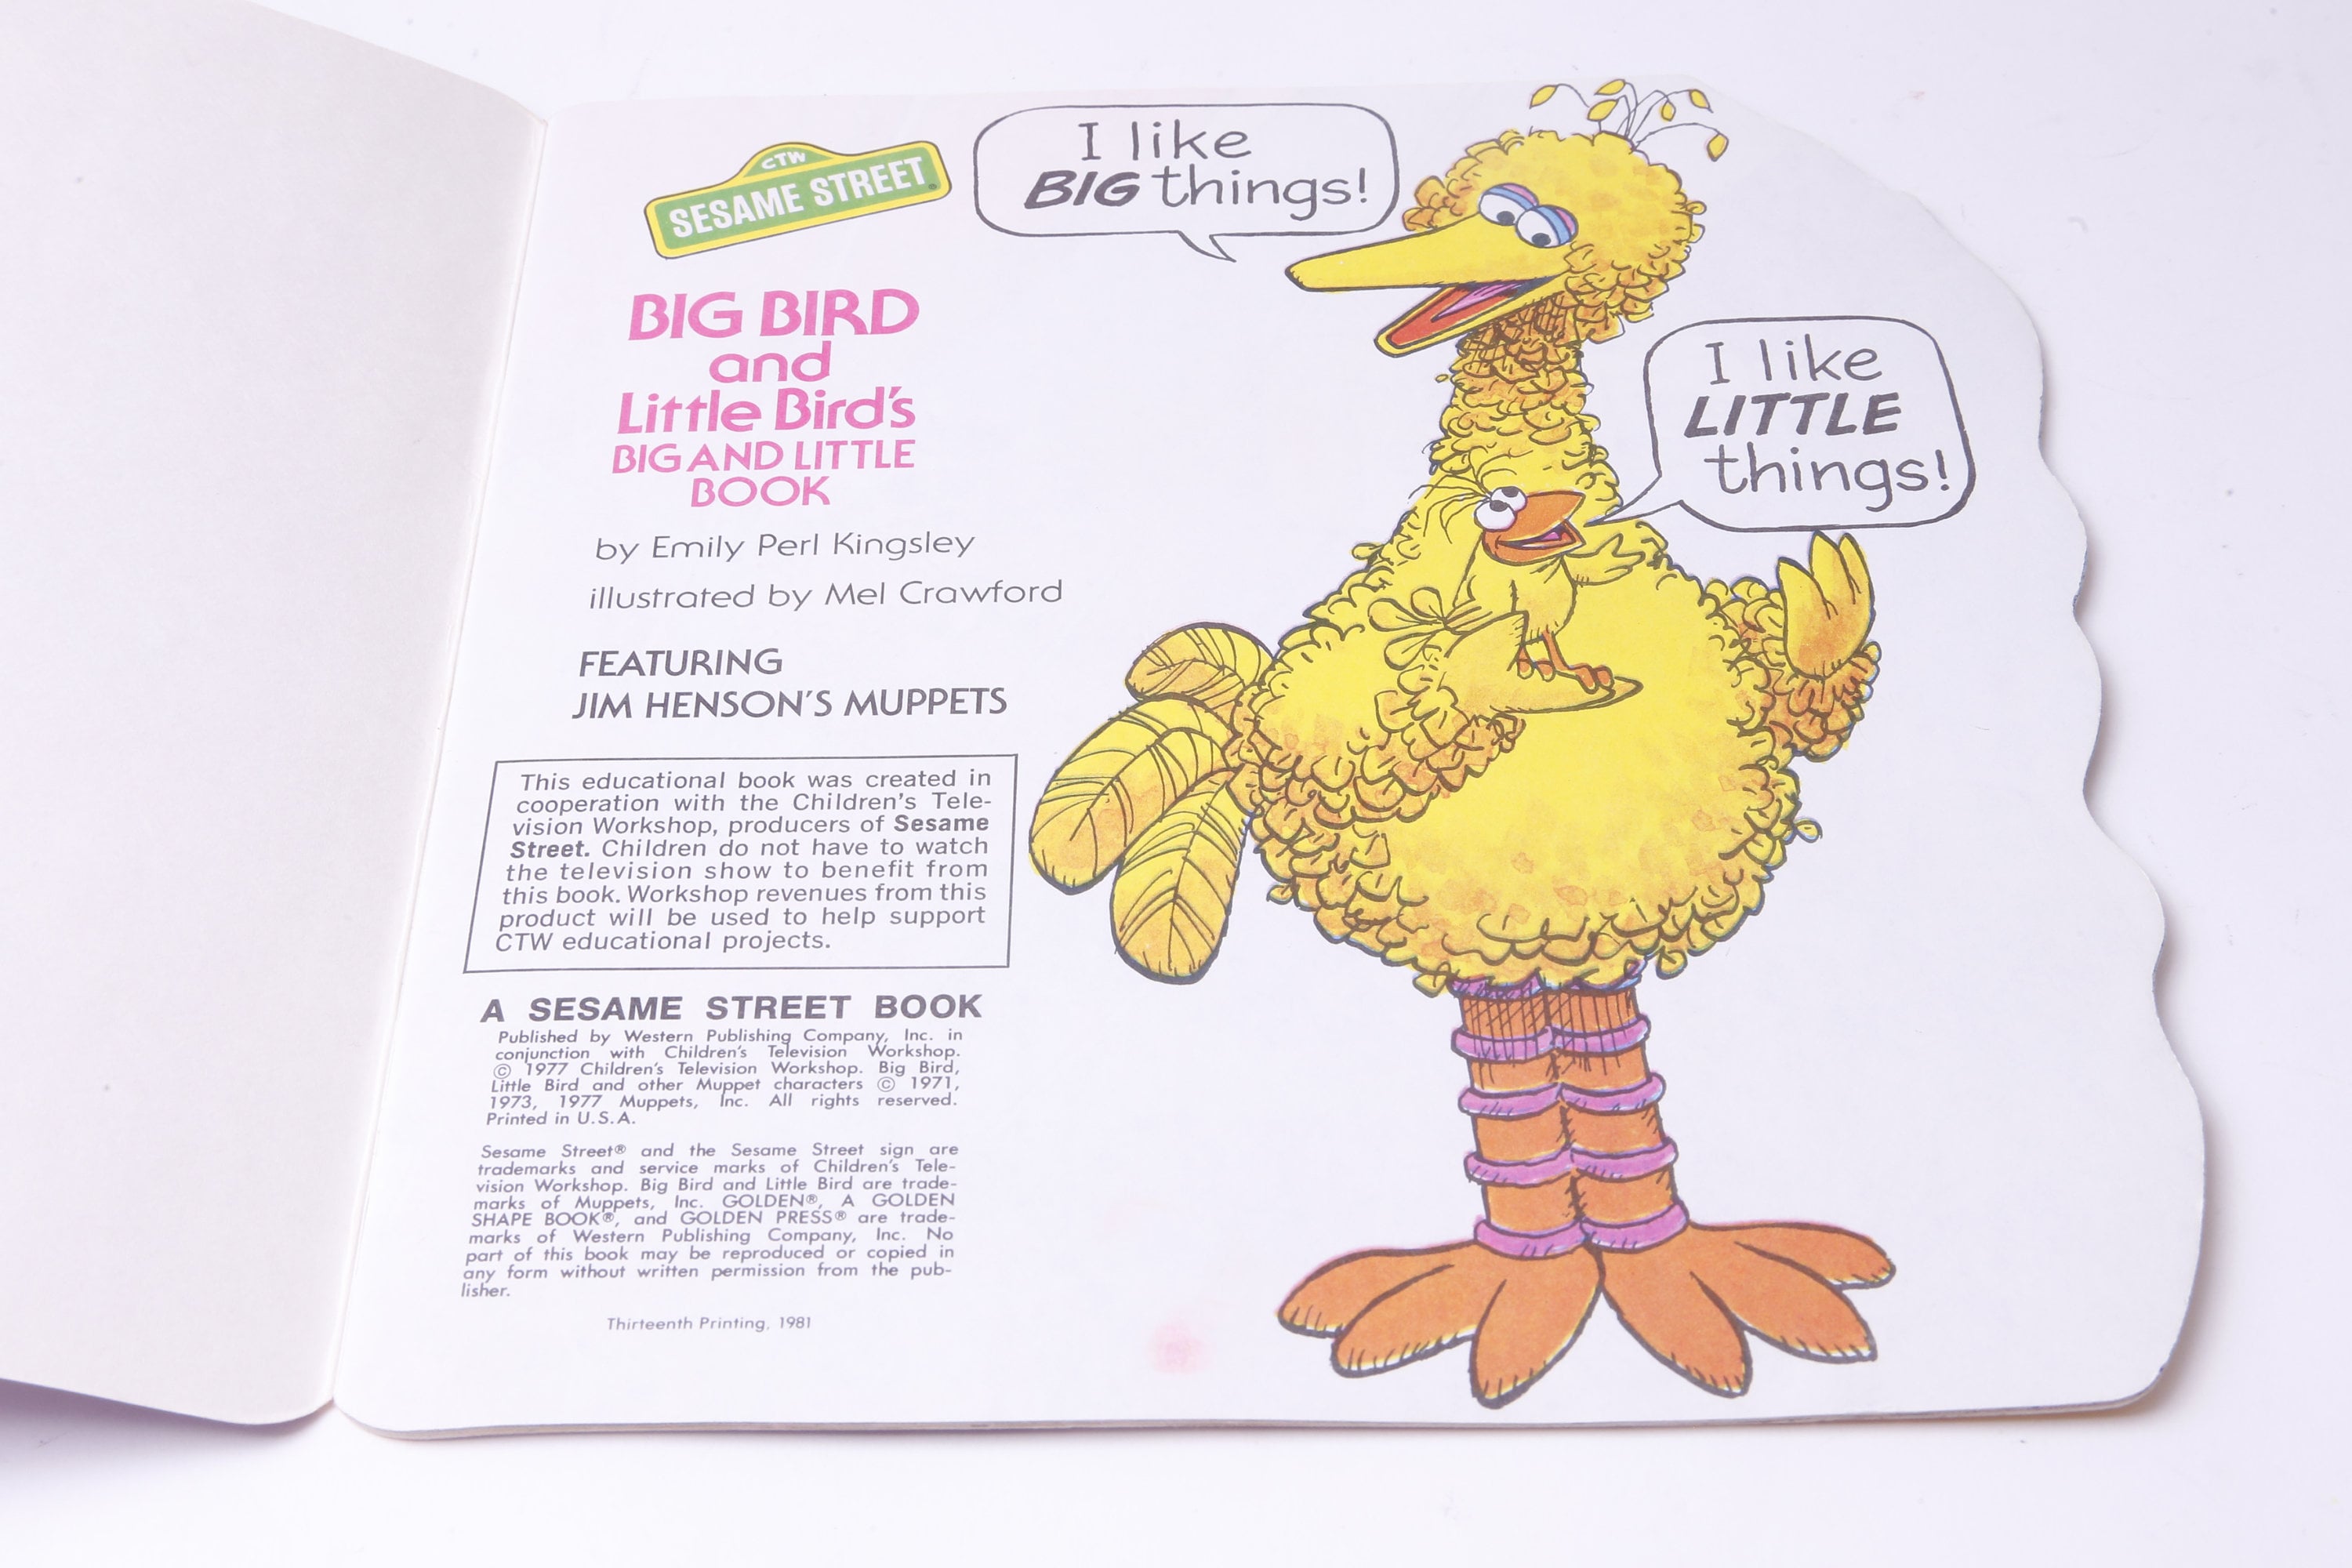 CTW
SESAME STREET®
I like
BIG things!
I like
LITTLE
things!
BIG BIRD
and
Little Bird's
BIG AND LITTLE
BOOK
by Emily Perl Kingsley
illustrated by Mel Crawford
FEATURING
JIM HENSON'S MUPPETS
This educational book was created in
cooperation with the Children's Tele-
vision Workshop, producers of Sesame
Street. Children do not have to watch
the television show to benefit from
this book. Workshop revenues from this
product will be used to help support
CTW educational projects.
A SESAME STREET BOOK
Published by Western Publishing Company, Inc. in
conjunction with Children's Television Workshop.
© 1977 Children's Television Workshop. Big Bird,
Little Bird and other Muppet characters © 1971,
1973, 1977 Muppets, Inc. All rights reserved.
Printed in U.S.A.
Sesame Street® and the Sesame Street sign are
trademarks and service marks of Children's Tele-
vision Workshop. Big Bird and Little Bird are trade-
marks of Muppets, Inc. GOLDEN®, A GOLDEN
SHAPE BOOK®, and GOLDEN PRESS® are trade-
marks of Western Publishing Company, Inc. No
part of this book may be reproduced or copied in
any form without written permission from the pub-
lisher.
Thirteenth Printing, 1981